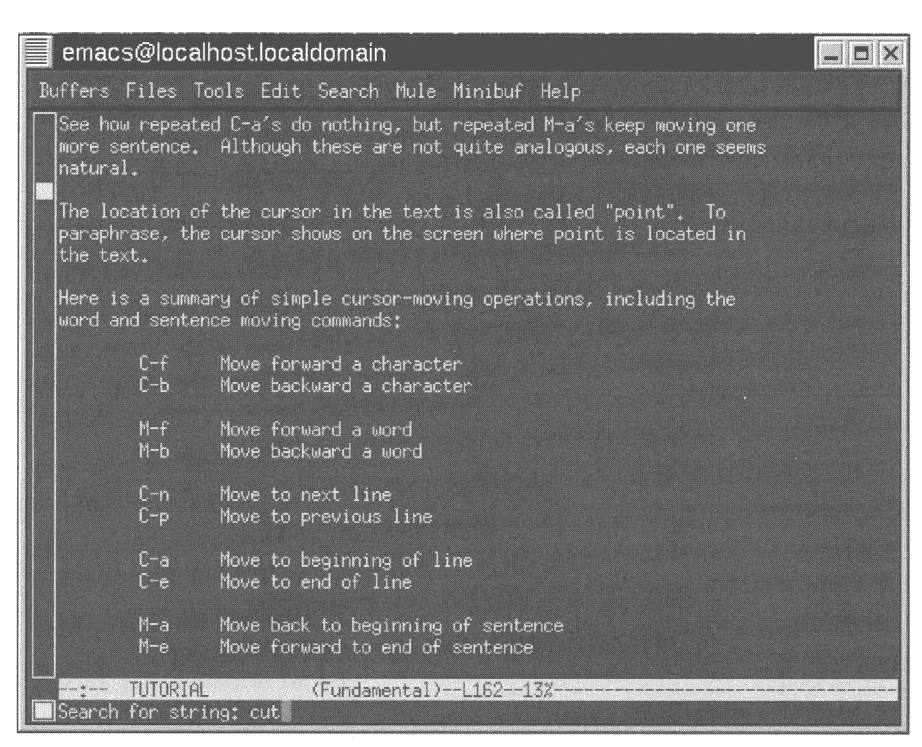 emacs@localhost.localdomain
Buffers Files Tools Edit Search Mule Minibuf Help
See how repeated C-a's do nothing, but repeated M-a's keep moving one
more sentence.  Although these are not quite analogous, each one seems
natural.
The location of the cursor in the text is also called "point".  To
paraphrase, the cursor shows on the screen where point is located in
the text.
Here is a summary of simple cursor-moving operations, including the
word and sentence moving commands:
C-f Move forward a character
C-b Move backward a character
M-f Move forward a word
M-b Move backward a word
C-n Move to next line
C-p Move to previous line
C-a Move to beginning of line
C-e Move to end of line
M-a Move back to beginning of sentence
M-e Move forward to end of sentence
--:-- TUTORIAL (Fundamental)--L162--13%--------------------------------
Search for string: cut